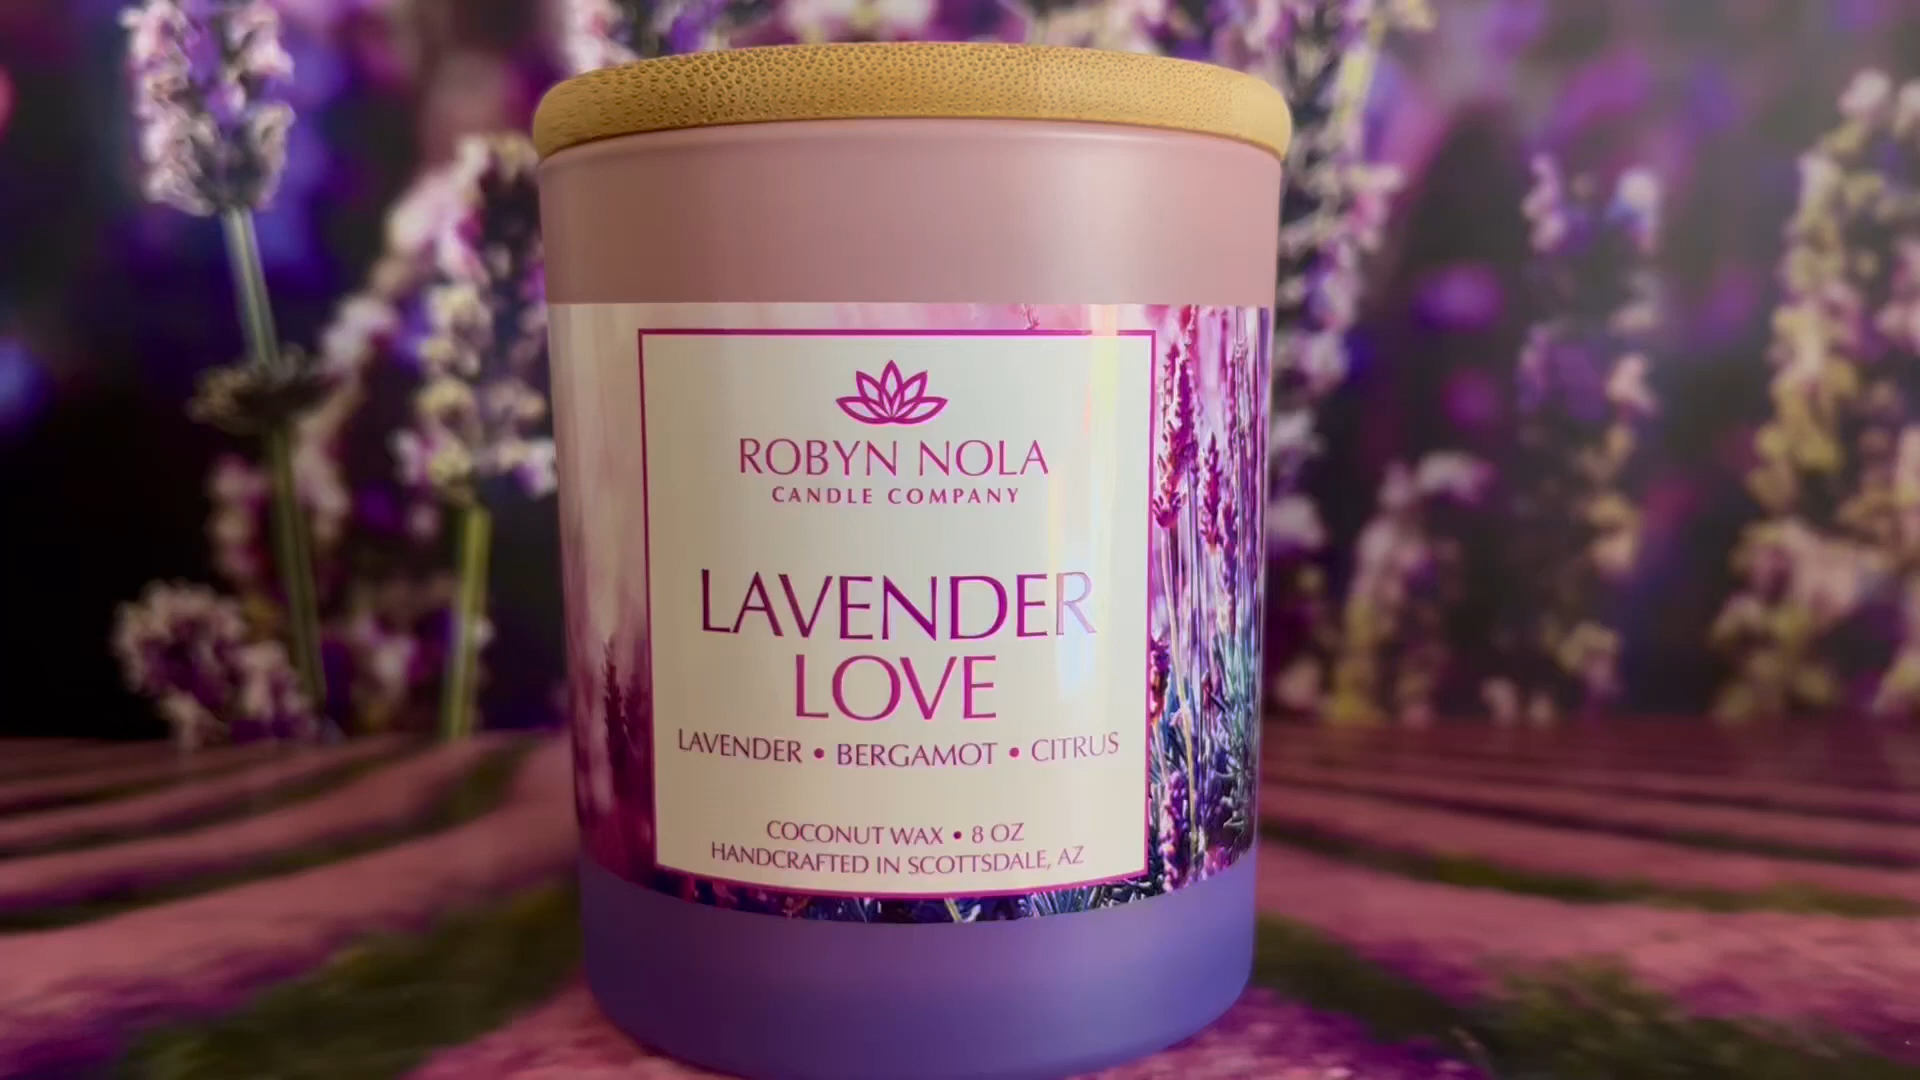 ROBYN NOLA
CANDLE COMPANY
LAVENDER
LOVE
LAVENDER • BERGAMOT • CITRUS
COCONUT WAX • 8 OZ
HANDCRAFTED IN SCOTTSDALE, AZ